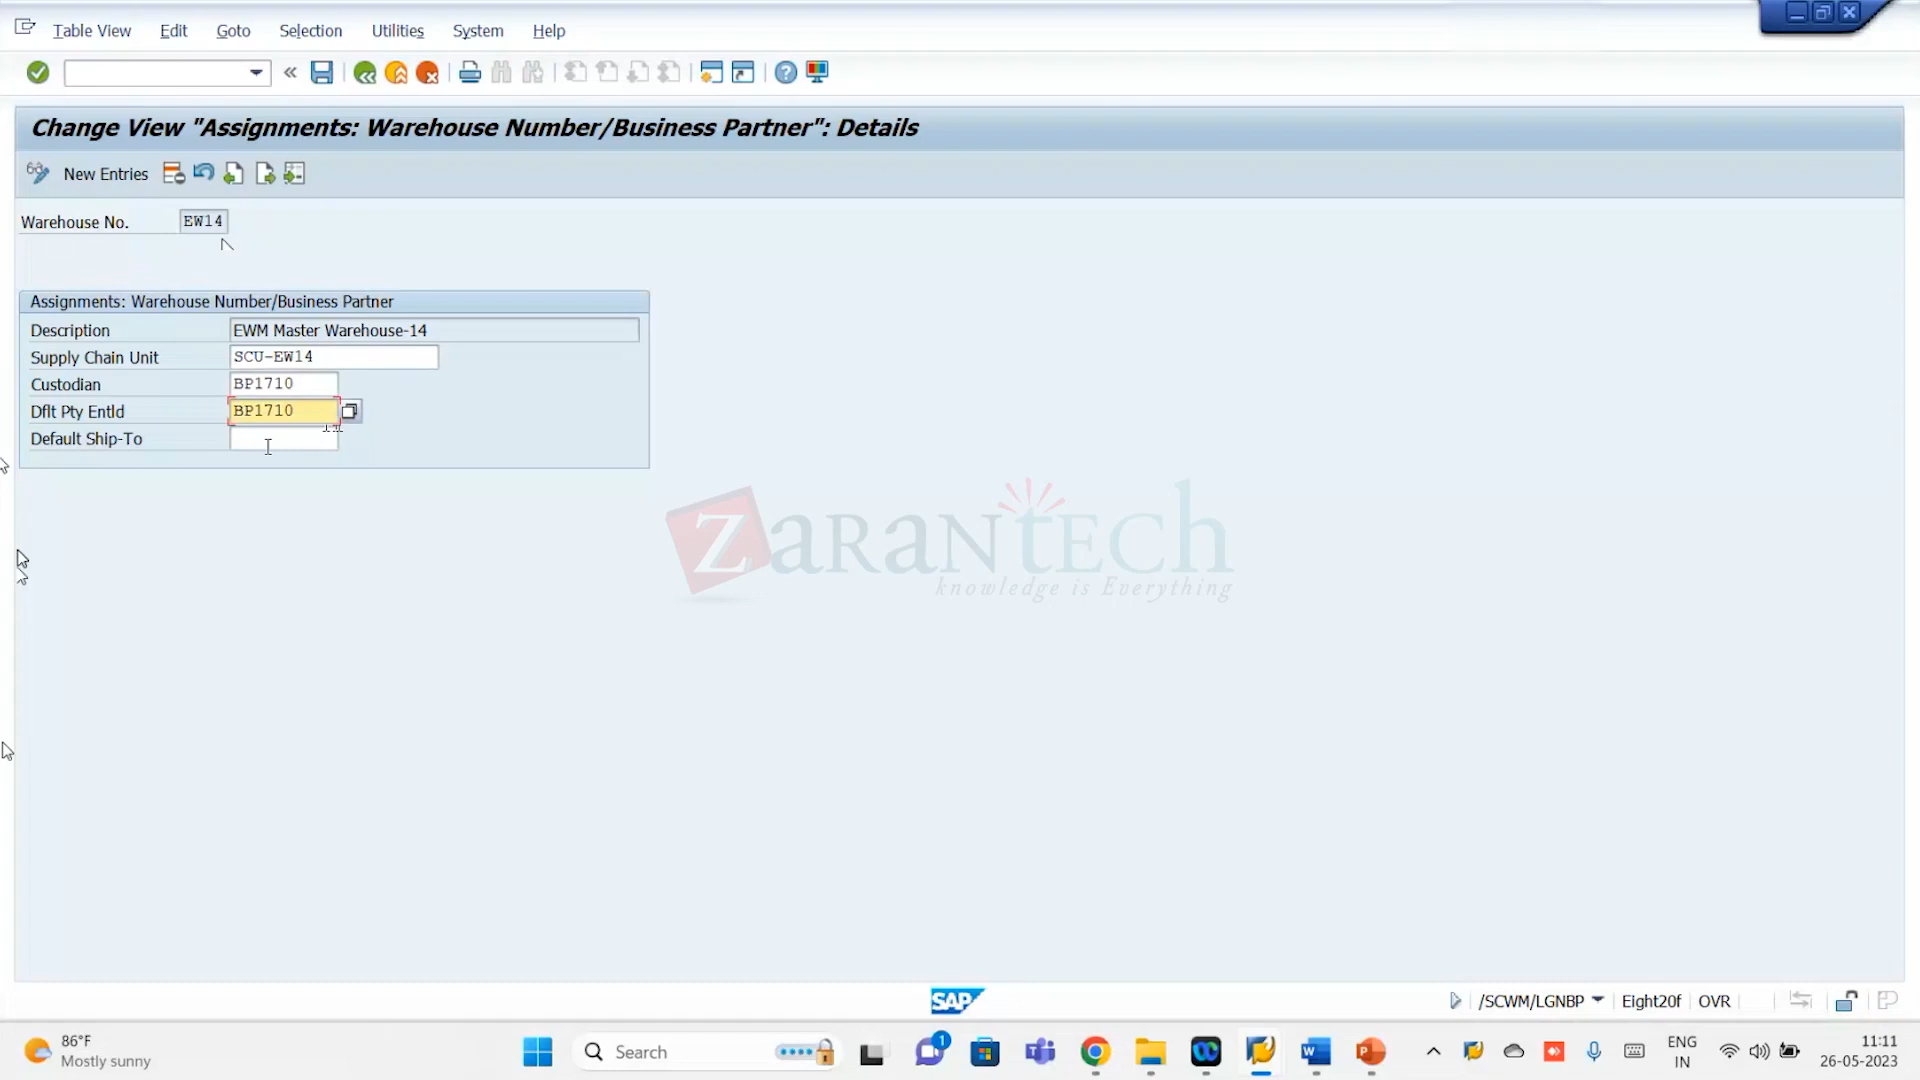 Table View Edit Goto Selection Utilities System Help
Change View "Assignments: Warehouse Number/Business Partner": Details
New Entries
Warehouse No. EW14
Assignments: Warehouse Number/Business Partner
Description EWM Master Warehouse-14
Supply Chain Unit SCU-EW14
Custodian BP1710
Dflt Pty Entld BP1710
Default Ship-To
ZaranTech
knowledge is Everything
SAP /SCWM/LGNBP Eight20f OVR
86°F
Mostly sunny
Search
1
ENG
IN
11:11
26-05-2023